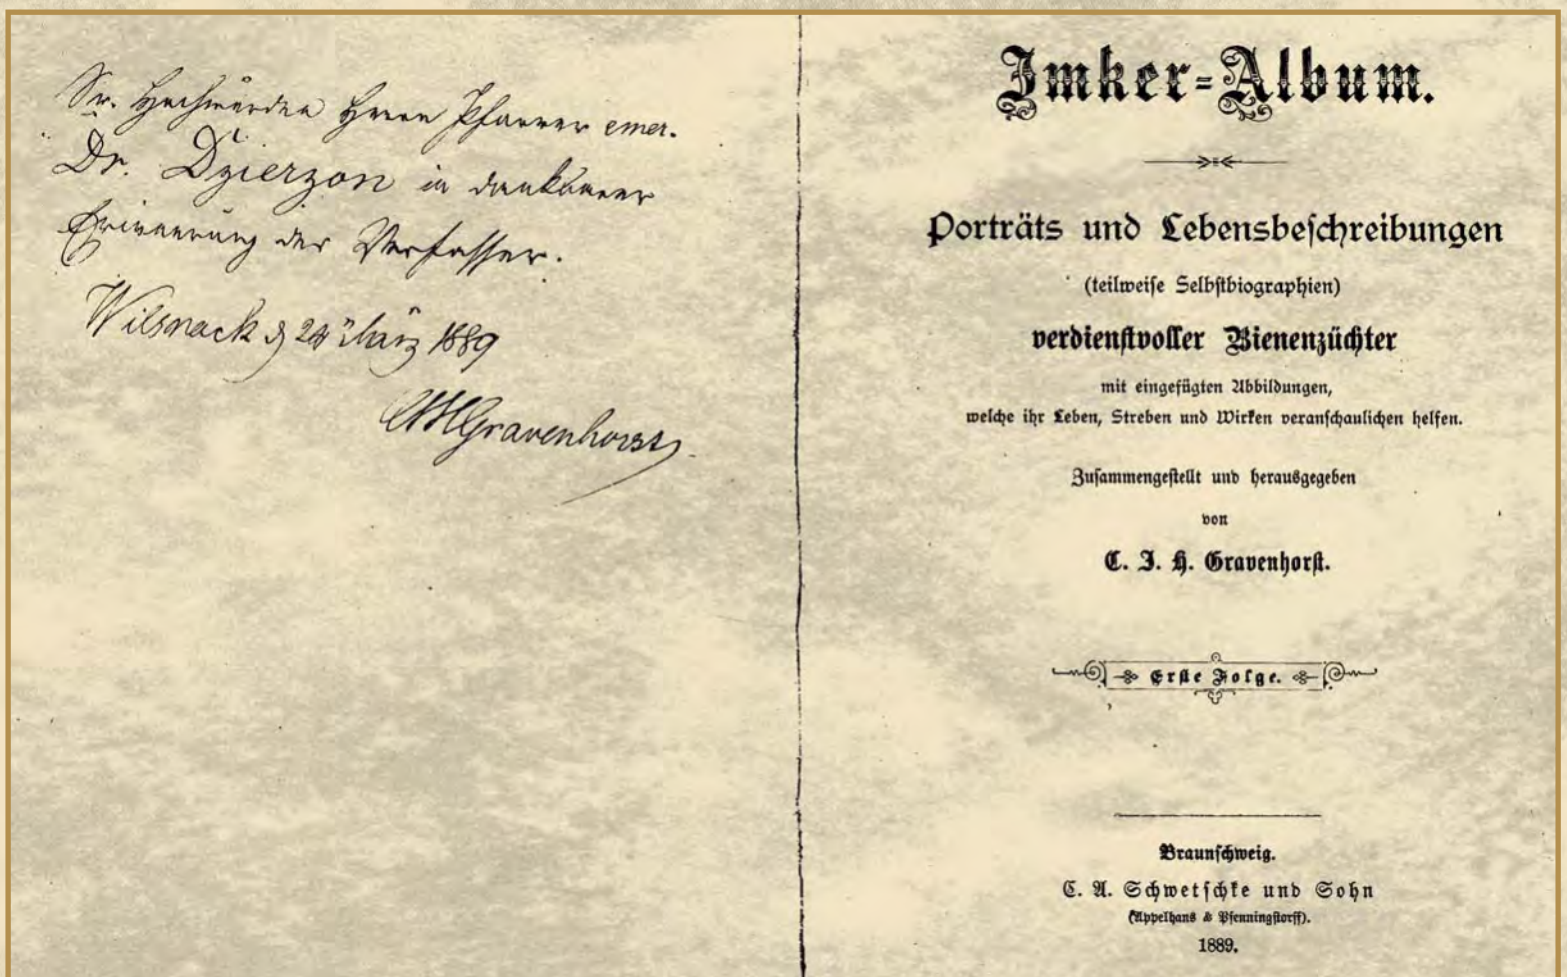 Sr. Hochwürden Herrn Pfarrer emer.
Dr. Dzierzon in dankbarer
Erinnerung der Verfasser.
Wilsnack d 24 März 1889
CJHGravenhorst.
Imker-Album.
Porträts und Lebensbeſchreibungen
(teilweiſe Selbſtbiographien)
verdienſtvoller Bienenzüchter
mit eingefügten Abbildungen,
welche ihr Leben, Streben und Wirken veranſchaulichen helfen.
Zuſammengeſtellt und herausgegeben
von
C. J. H. Gravenhorſt.
Erſte Folge.
Braunſchweig.
C. A. Schwetſchke und Sohn
(Appelhans & Pfenningſtorff).
1889.